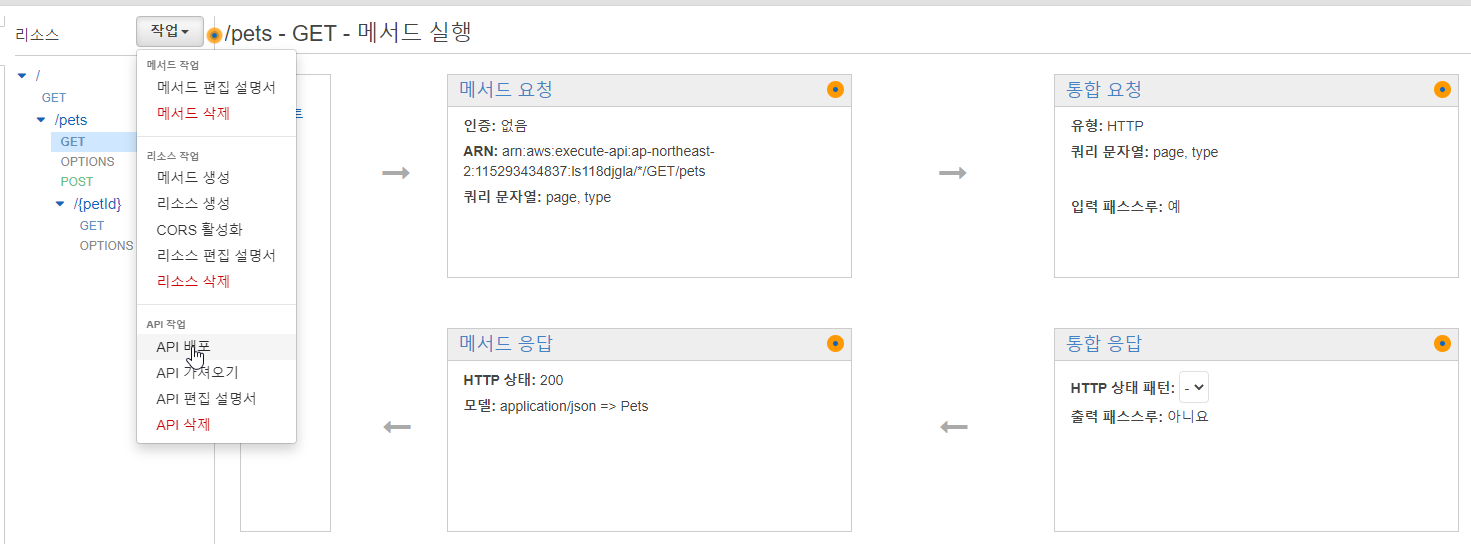 리소스
작업
/pets - GET - 메서드 실행
/
GET
/pets
GET
OPTIONS
POST
/{petId}
GET
OPTIONS
메서드 작업
메서드 편집 설명서
메서드 삭제
리소스 작업
메서드 생성
리소스 생성
CORS 활성화
리소스 편집 설명서
리소스 삭제
API 작업
API 배포
API 가져오기
API 편집 설명서
API 삭제
트
메서드 요청
인증: 없음
ARN: arn:aws:execute-api:ap-northeast-
2:115293434837:ls118djgla/*/GET/pets
쿼리 문자열: page, type
통합 요청
유형: HTTP
쿼리 문자열: page, type
입력 패스스루: 예
메서드 응답
HTTP 상태: 200
모델: application/json => Pets
통합 응답
HTTP 상태 패턴: -
출력 패스스루: 아니요